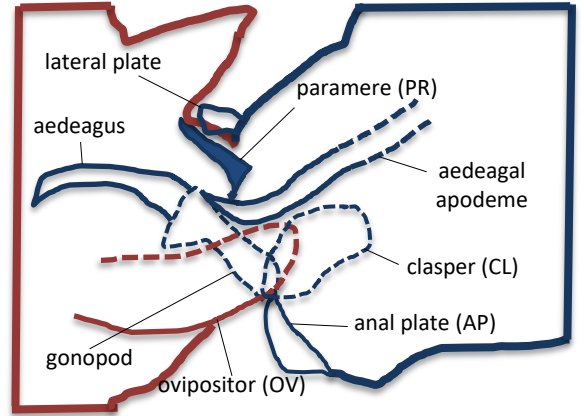 lateral plate
paramere (PR)
aedeagus
aedeagal
apodeme
clasper (CL)
anal plate (AP)
gonopod
ovipositor (OV)